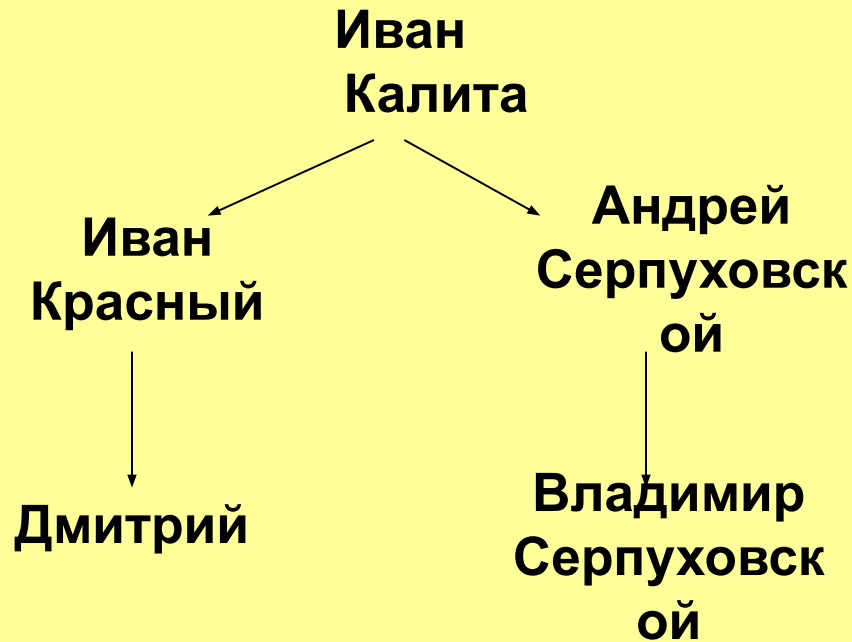 Иван
Калита
Иван
Красный
Андрей
Серпуховск
ой
Дмитрий
Владимир
Серпуховск
ой